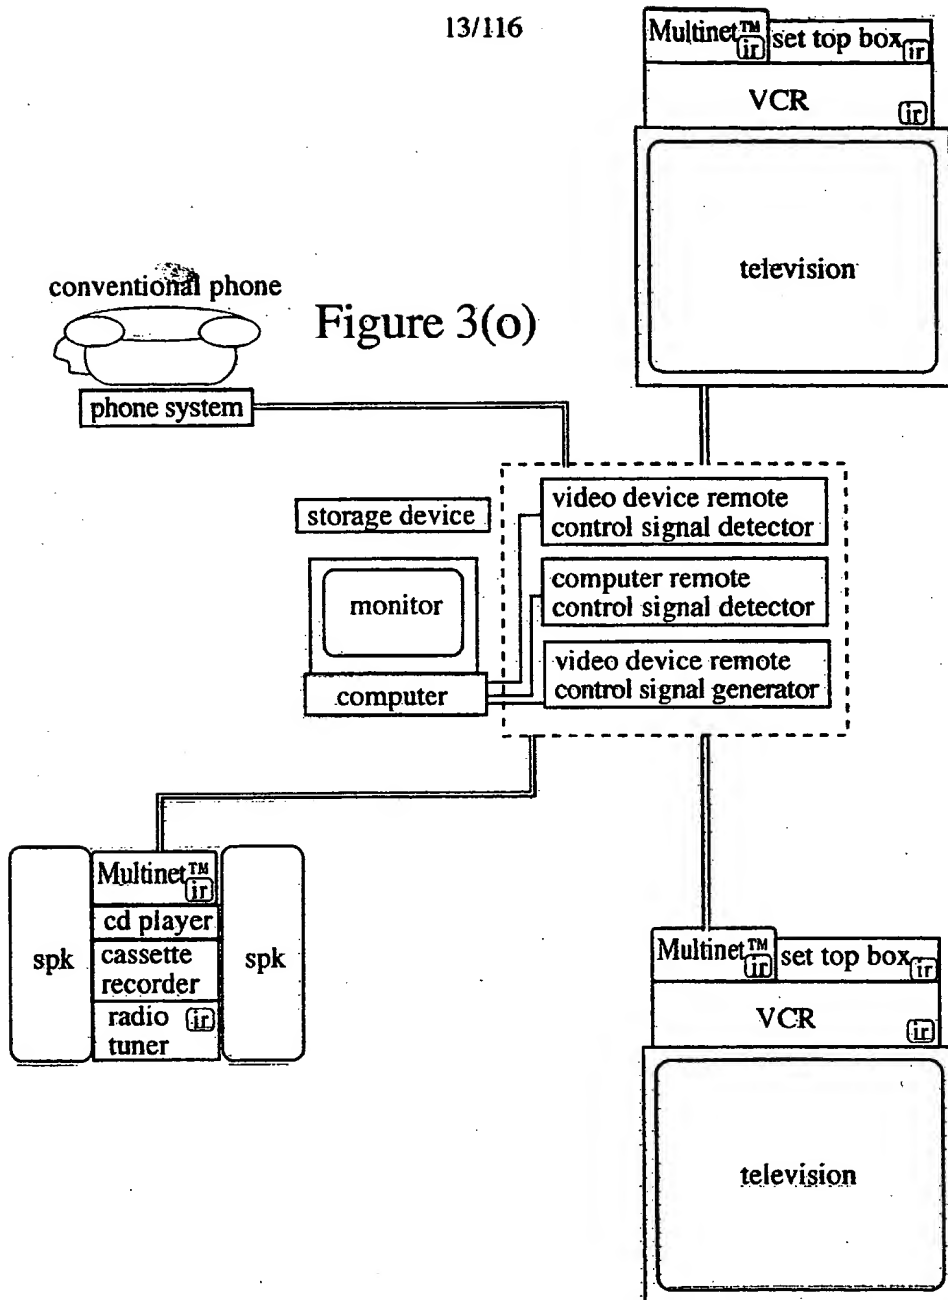 13/116
Multinet™
ir
set top box
ir
VCR
ir
television
conventional phone
Figure 3(o)
phone system
storage device
video device remote
control signal detector
monitor
computer remote
control signal detector
computer
video device remote
control signal generator
Multinet™
ir
cd player
spk
cassette
recorder
spk
radio
ir
tuner
Multinet™
ir
set top box
ir
VCR
ir
television